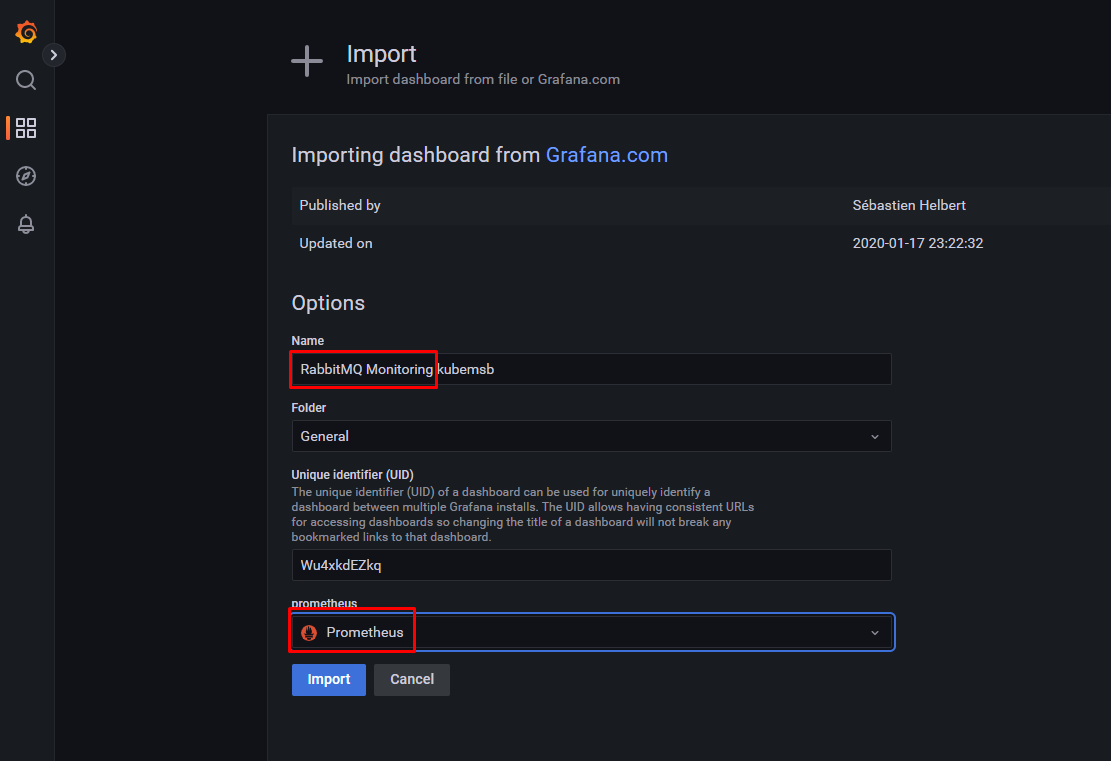 Import
Import dashboard from file or Grafana.com
Importing dashboard from Grafana.com
Published by Sébastien Helbert
Updated on 2020-01-17 23:22:32
Options
Name
RabbitMQ Monitoring kubemsb
Folder
General
Unique identifier (UID)
The unique identifier (UID) of a dashboard can be used for uniquely identify a
dashboard between multiple Grafana installs. The UID allows having consistent URLs
for accessing dashboards so changing the title of a dashboard will not break any
bookmarked links to that dashboard.
Wu4xkdEZkq
prometheus
Prometheus
Import Cancel